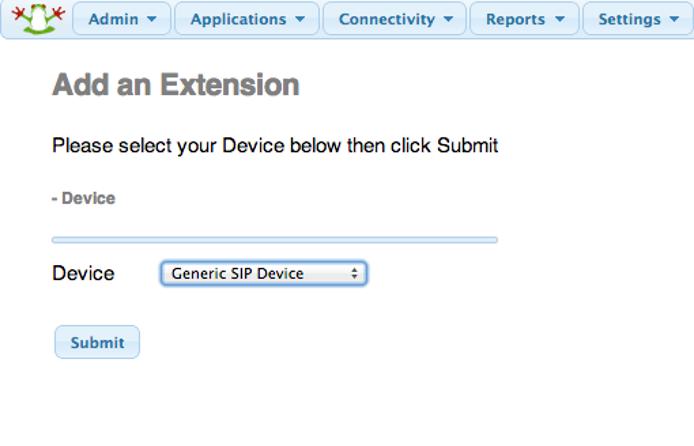 Admin Applications Connectivity Reports Settings
Add an Extension
Please select your Device below then click Submit
- Device
Device Generic SIP Device
Submit